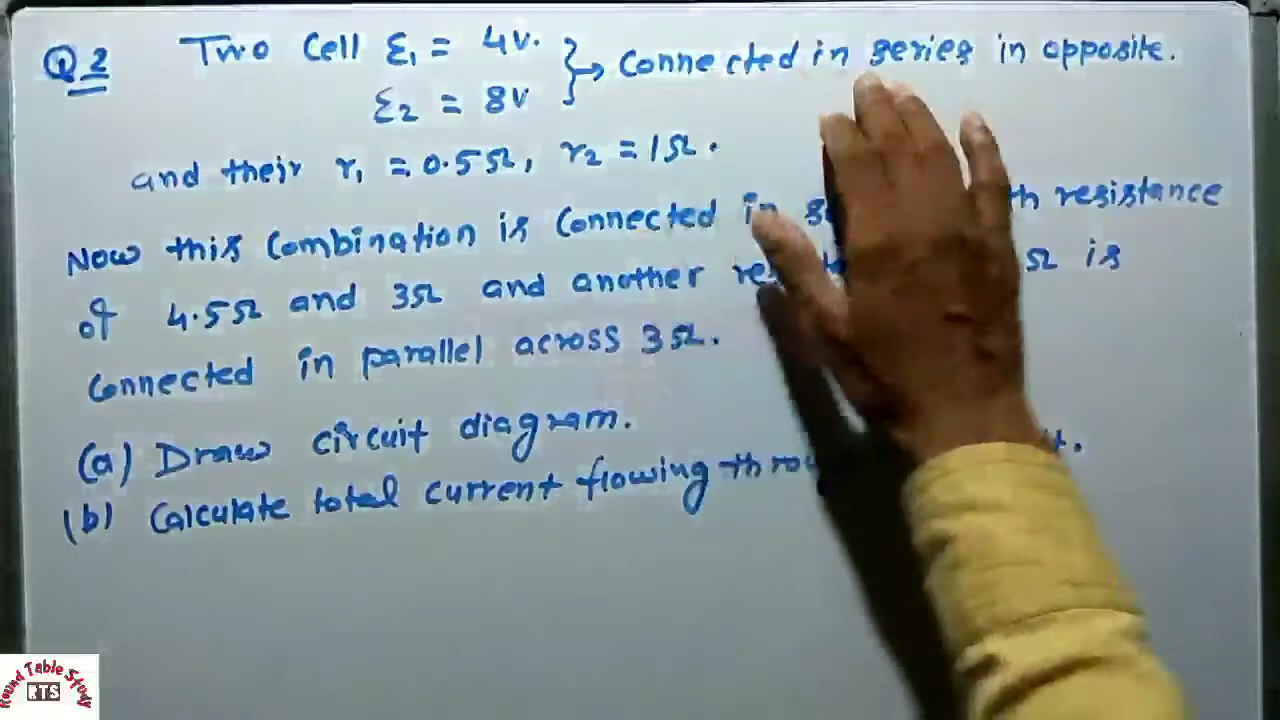 Q2 Two Cell ε₁ = 4v. } → Connected in series in opposite.
ε₂ = 8v
and their r₁ = 0.5Ω, r₂ = 1Ω.
Now this Combination is Connected in resistance
of 4.5Ω and 3Ω and another Ω is
Connected in parallel across 3Ω.
(a) Draw circuit diagram.
(b) Calculate total current flowing
Round Table Study
RTS